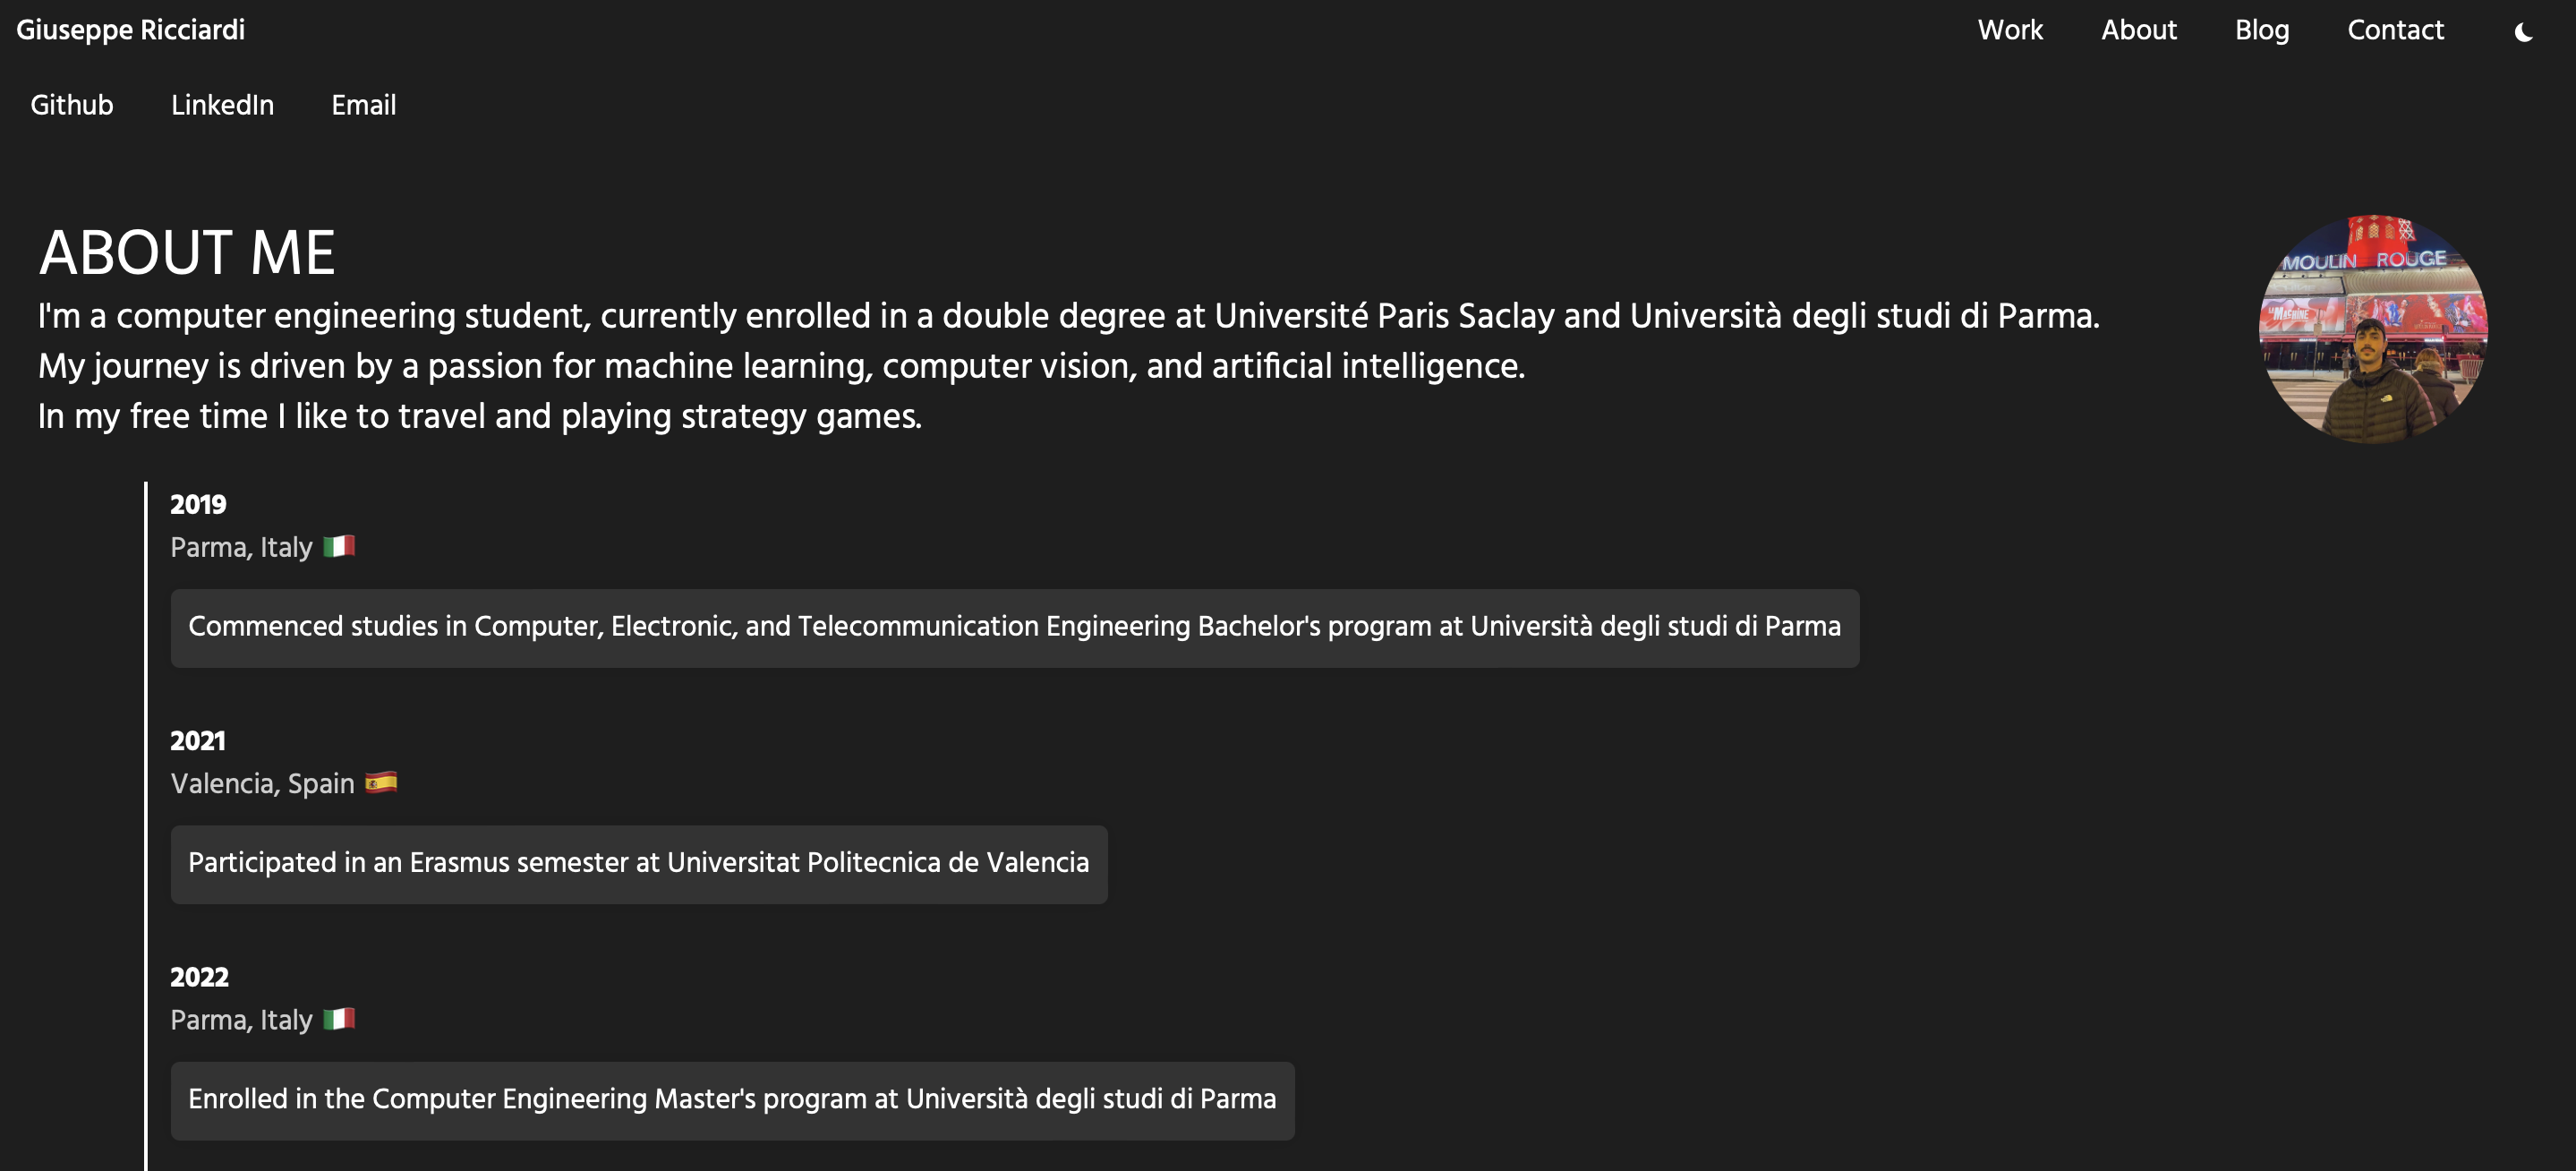 Giuseppe Ricciardi
Work About Blog Contact
Github LinkedIn Email
ABOUT ME
I'm a computer engineering student, currently enrolled in a double degree at Université Paris Saclay and Università degli studi di Parma.
My journey is driven by a passion for machine learning, computer vision, and artificial intelligence.
In my free time I like to travel and playing strategy games.
MOULIN ROUGE
LA MACHINE
2019
Parma, Italy 🇮🇹
Commenced studies in Computer, Electronic, and Telecommunication Engineering Bachelor's program at Università degli studi di Parma
2021
Valencia, Spain 🇪🇸
Participated in an Erasmus semester at Universitat Politecnica de Valencia
2022
Parma, Italy 🇮🇹
Enrolled in the Computer Engineering Master's program at Università degli studi di Parma